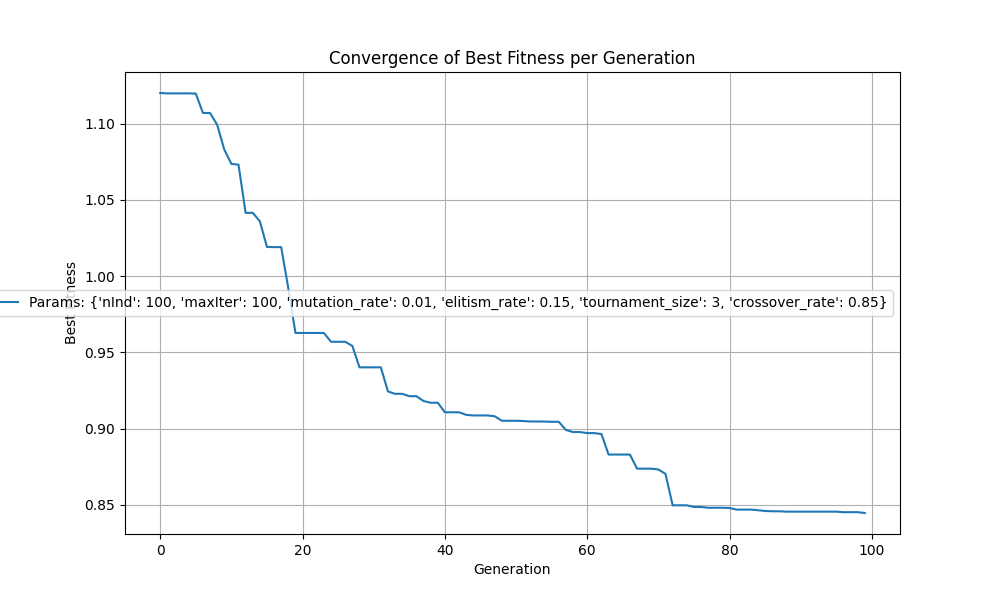 Convergence of Best Fitness per Generation
1.10
1.05
1.00
0.95
0.90
0.85
Best
Params: {'nInd': 100, 'maxIter': 100, 'mutation_rate': 0.01, 'elitism_rate': 0.15, 'tournament_size': 3, 'crossover_rate': 0.85}
0 20 40 60 80 100
Generation